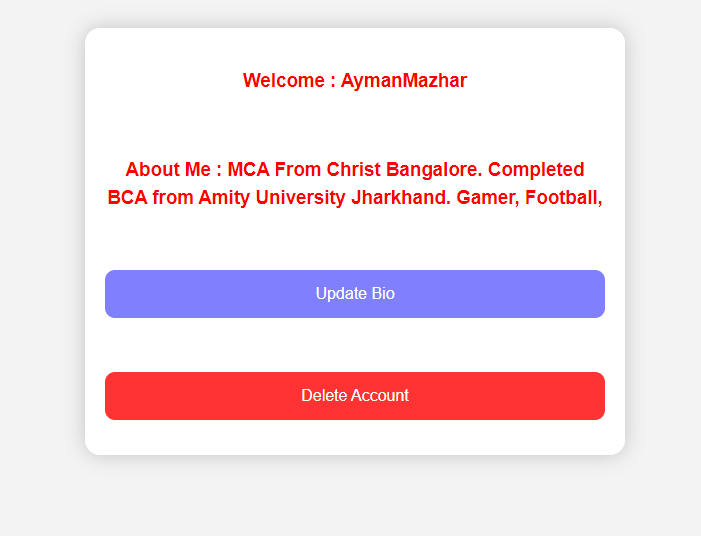 Welcome : AymanMazhar
About Me : MCA From Christ Bangalore. Completed
BCA from Amity University Jharkhand. Gamer, Football,
Update Bio
Delete Account